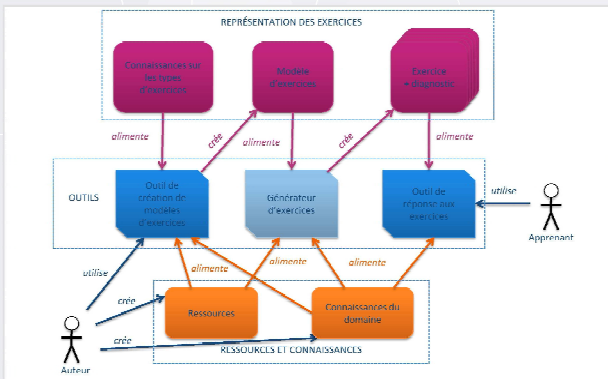 REPRÉSENTATION DES EXERCICES
Connaissances sur
les types
d'exercices
Modèle
d'exercices
Exercice
+ diagnostic
alimente
crée
alimente
crée
alimente
OUTILS
Outil de
création de
modèles
d'exercices
Générateur
d'exercices
Outil de
réponse aux
exercices
utilise
Apprenant
utilise
alimente
alimente
alimente
crée
Ressources
Connaissances du
domaine
crée
RESSOURCES ET CONNAISSANCES
Auteur